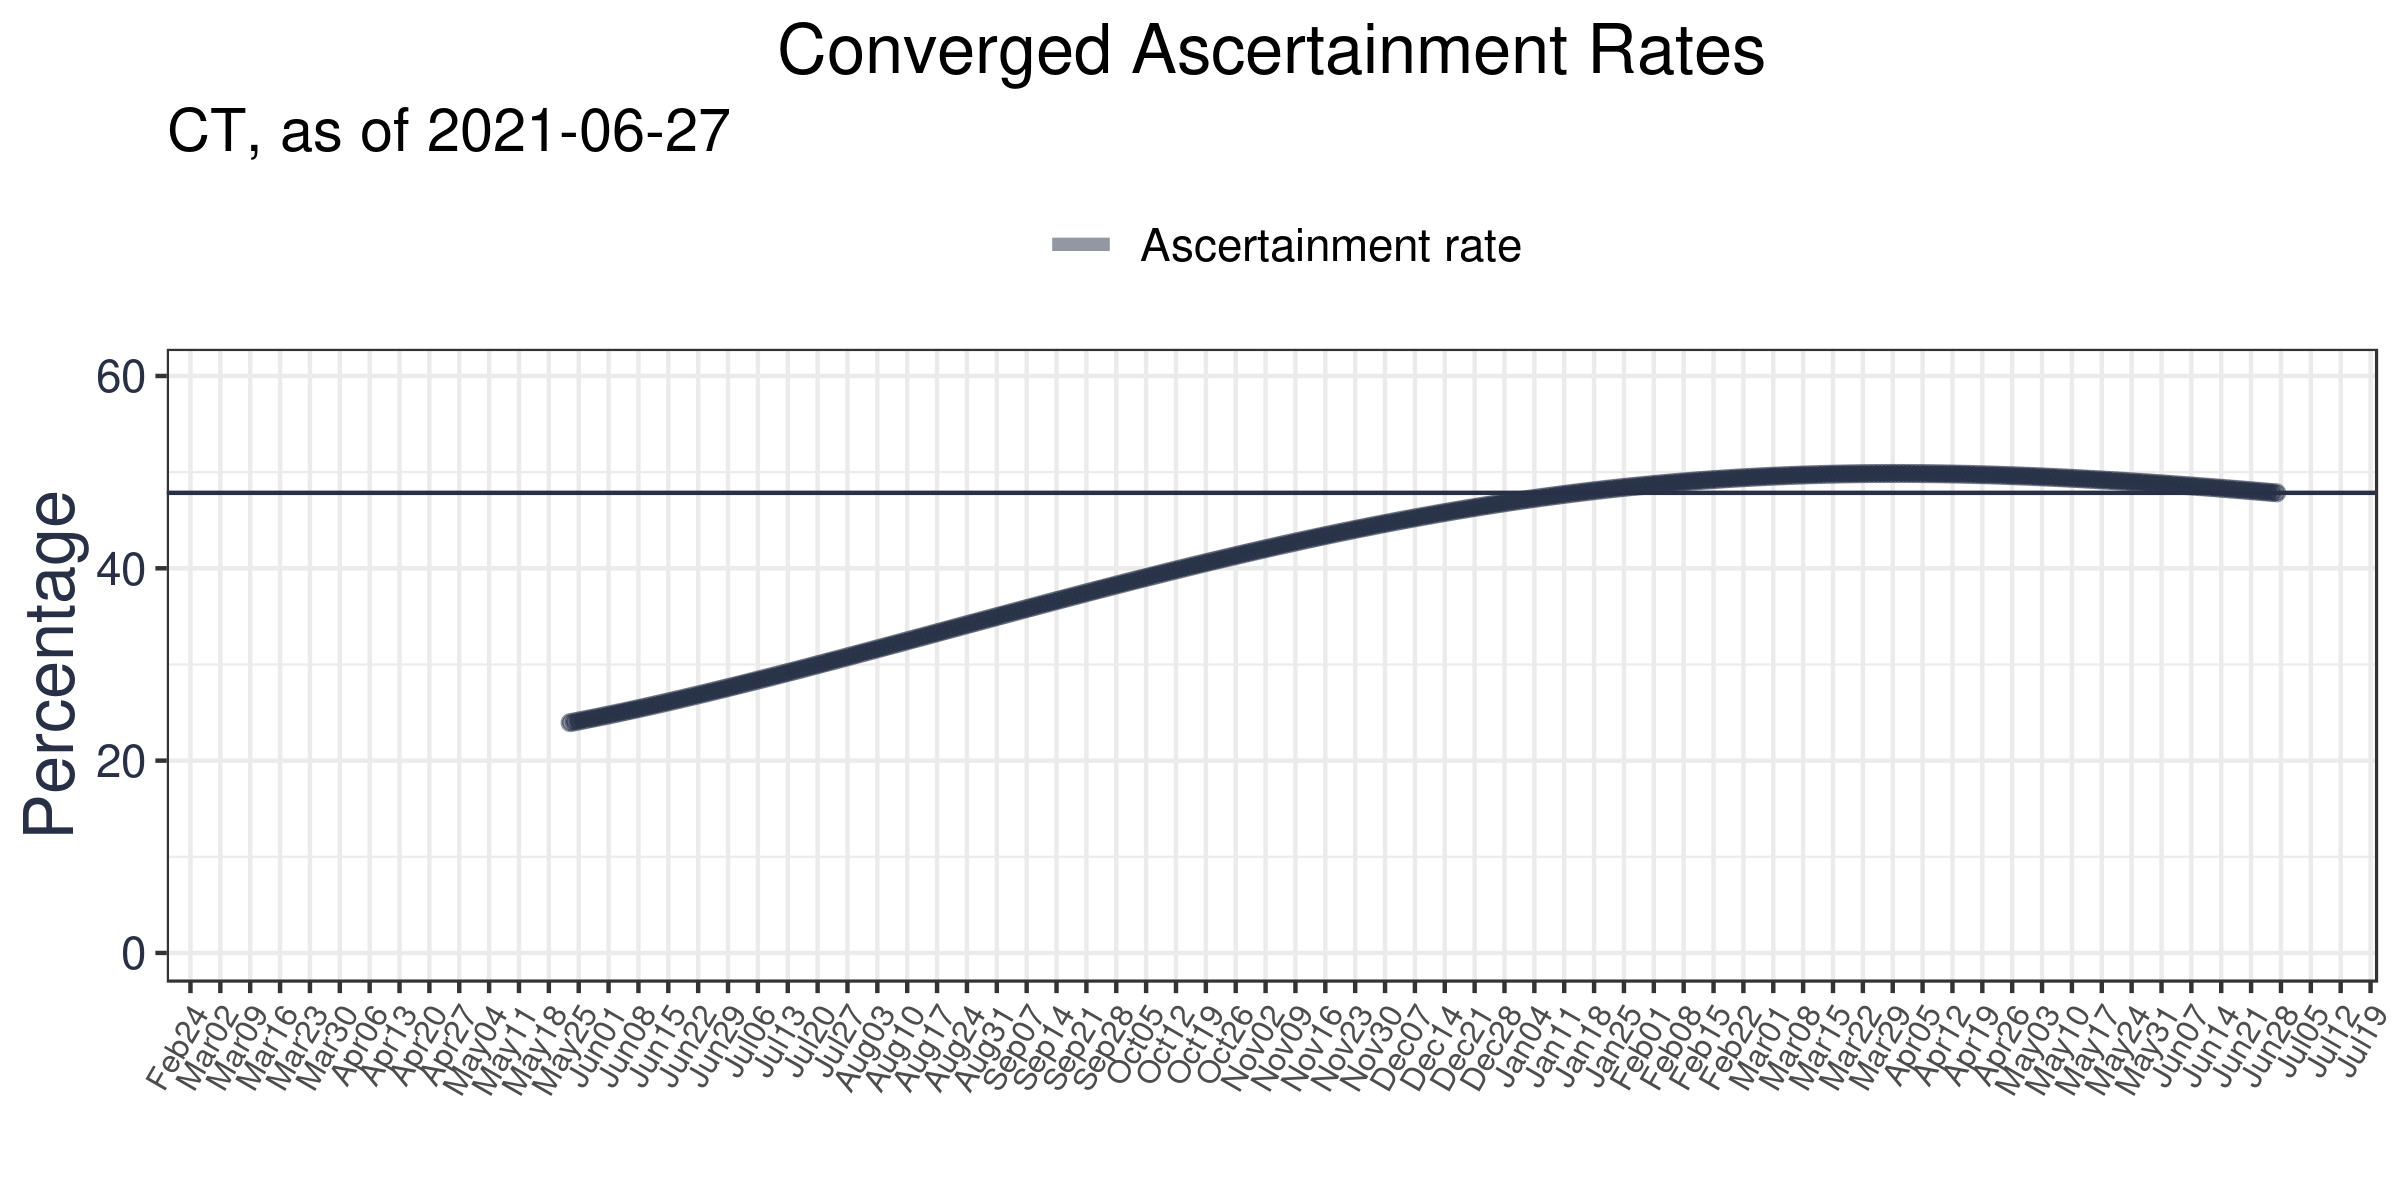 Converged Ascertainment Rates
CT, as of 2021-06-27
Ascertainment rate
Percentage
60
40
20
0
Feb24
Mar02
Mar09
Mar16
Mar23
Mar30
Apr06
Apr13
Apr20
Apr27
May04
May11
May18
May25
Jun01
Jun08
Jun15
Jun22
Jun29
Jul06
Jul13
Jul20
Jul27
Aug03
Aug10
Aug17
Aug24
Aug31
Sep07
Sep14
Sep21
Sep28
Oct05
Oct12
Oct19
Oct26
Nov02
Nov09
Nov16
Nov23
Nov30
Dec07
Dec14
Dec21
Dec28
Jan04
Jan11
Jan18
Jan25
Feb01
Feb08
Feb15
Feb22
Mar01
Mar08
Mar15
Mar22
Mar29
Apr05
Apr12
Apr19
Apr26
May03
May10
May17
May24
May31
Jun07
Jun14
Jun21
Jun28
Jul05
Jul12
Jul19